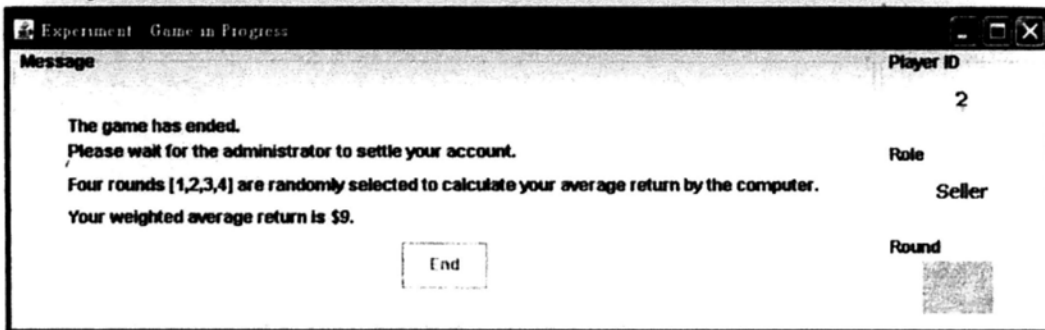 Experiment Game in Progress
Message
Player ID
2
The game has ended.
Please wait for the administrator to settle your account.
Role
Four rounds [1,2,3,4] are randomly selected to calculate your average return by the computer.
Seller
Your weighted average return is $9.
Round
End